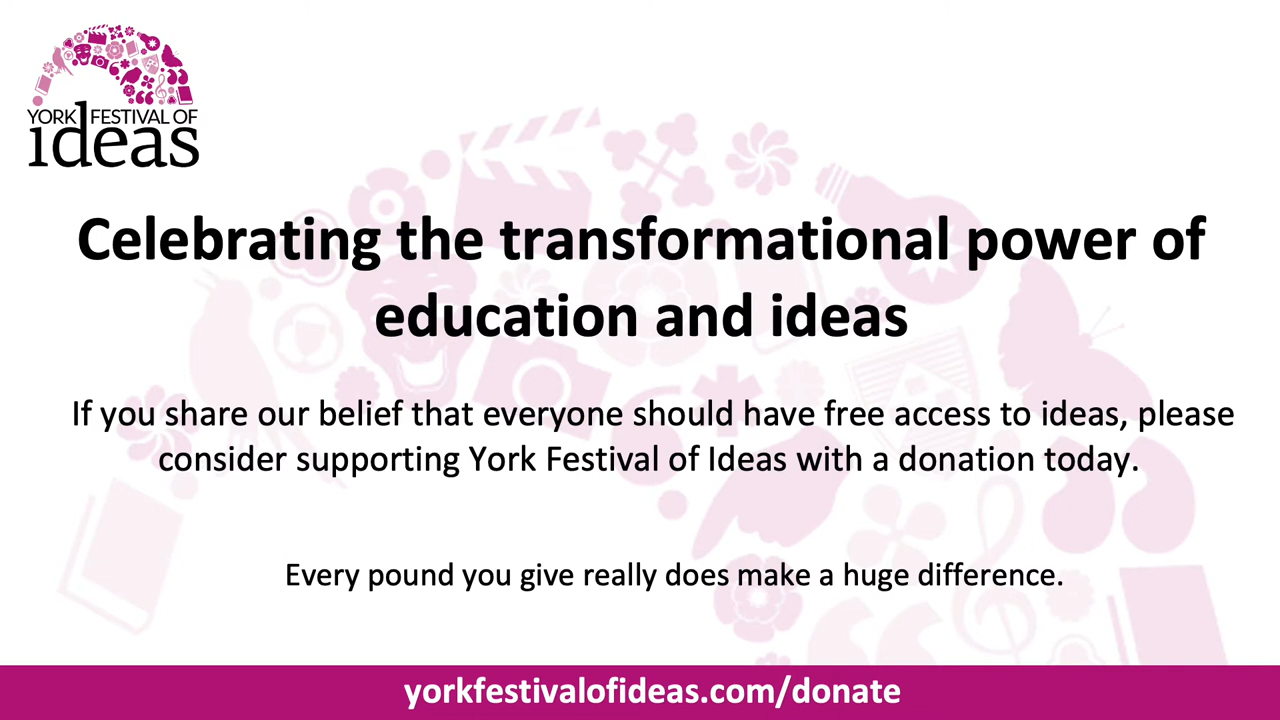 YORK FESTIVAL OF
ideas
Celebrating the transformational power of
education and ideas
If you share our belief that everyone should have free access to ideas, please
consider supporting York Festival of Ideas with a donation today.
Every pound you give really does make a huge difference.
yorkfestivalofideas.com/donate